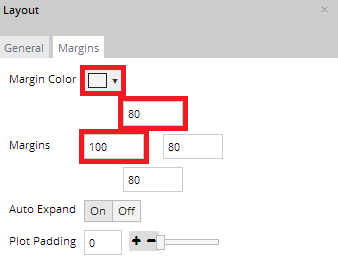 Layout ×
General Margins
Margin Color
80
Margins 100 80
80
Auto Expand On Off
Plot Padding 0 + −